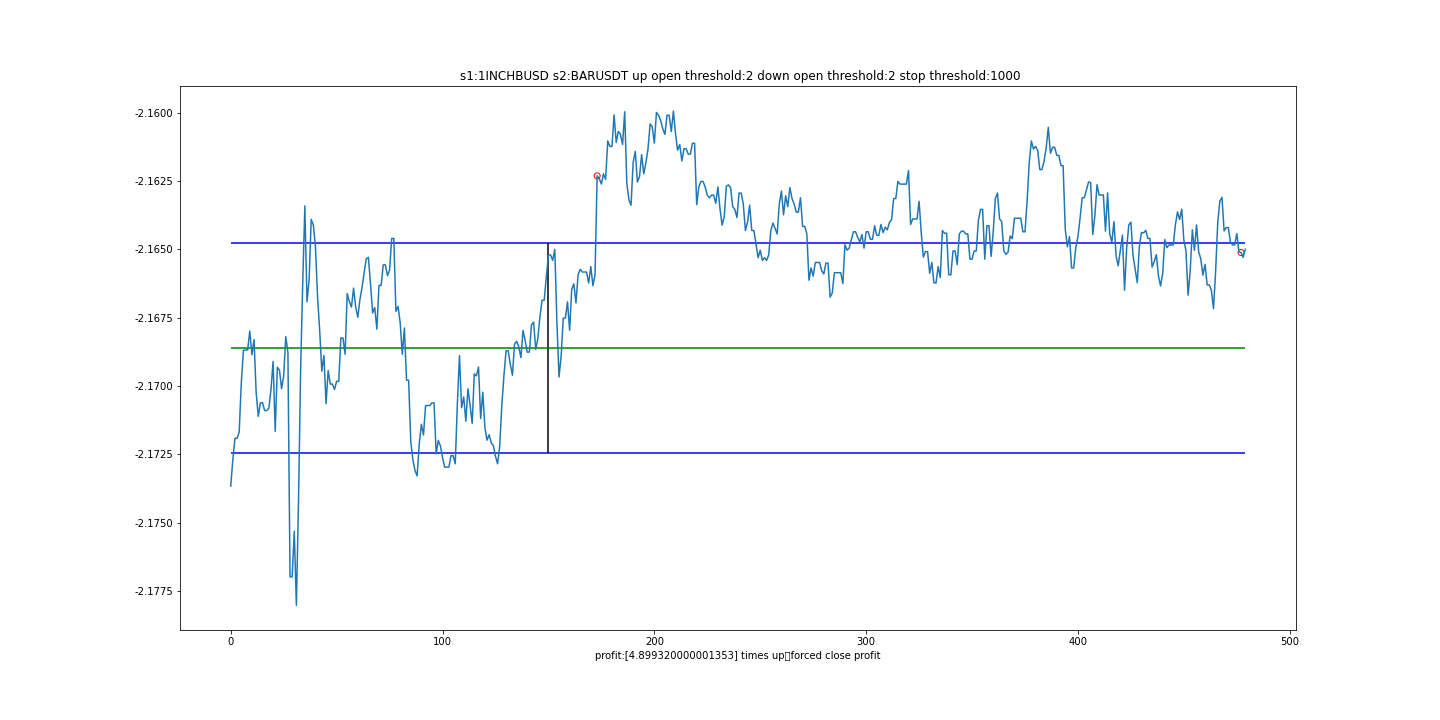 s1:1INCHBUSD s2:BARUSDT up open threshold:2 down open threshold:2 stop threshold:1000
-2.1600
-2.1625
-2.1650
-2.1675
-2.1700
-2.1725
-2.1750
-2.1775
0 100 200 300 400 500
profit:[4.899320000001353] times up▯forced close profit